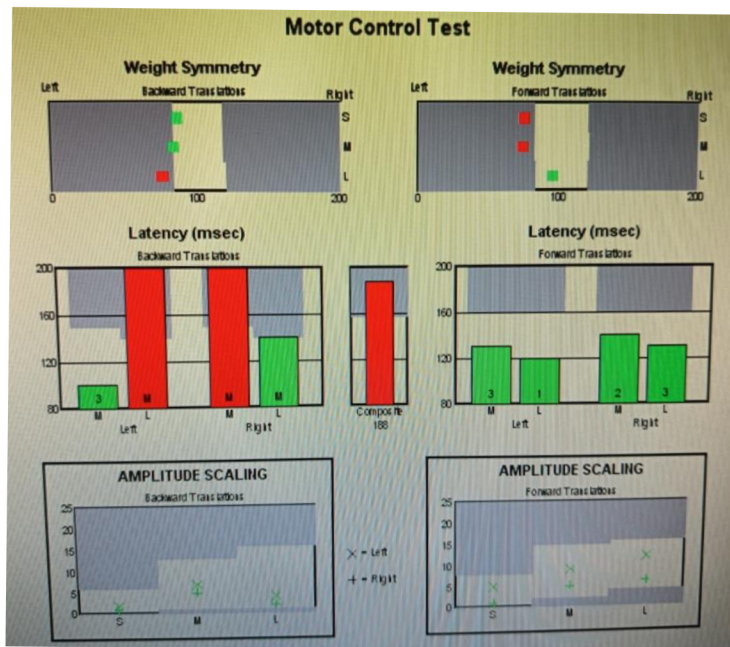 Motor Control Test
Weight Symmetry
Backward Translations
Left
Right
S
M
L
0 100 200
Weight Symmetry
Forward Translations
Left
Right
S
M
L
0 100 200
Latency (msec)
Backward Translations
200
160
120
80
3 M M M
M L M L
Left Right
Composite
188
Latency (msec)
Forward Translations
200
160
120
80
3 1 2 3
M L M L
Left Right
AMPLITUDE SCALING
Backward Translations
25
20
15
10
5
0
S M L
× = Left
+ = Right
AMPLITUDE SCALING
Forward Translations
25
20
15
10
5
0
S M L